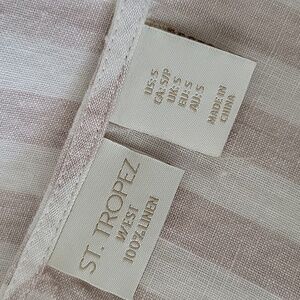 US: S
CA: S/P
UK: S
EU: S
AU: S
MADE IN
CHINA
ST. TROPEZ
WEST
100% LINEN